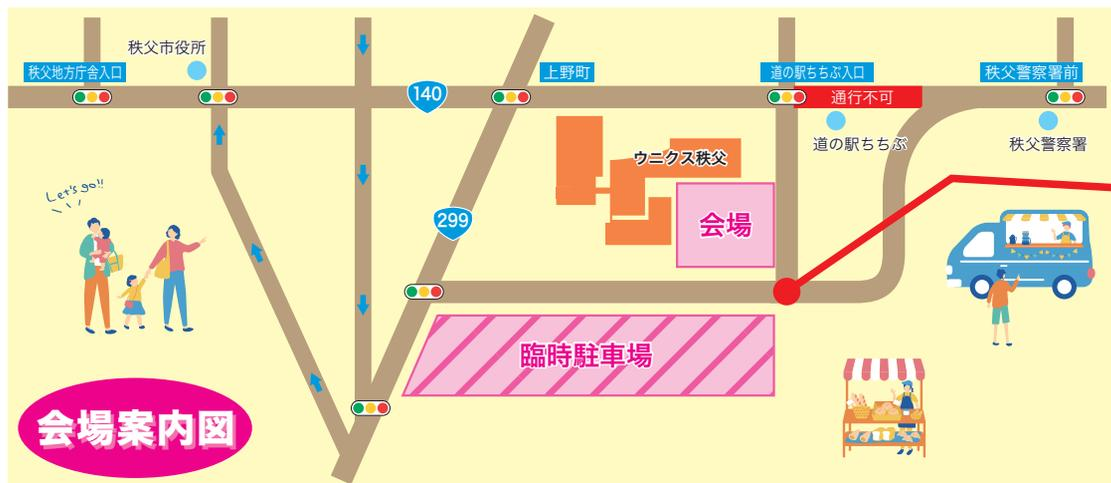 秩父市役所
秩父地方庁舎入口
上野町
道の駅ちちぶ入口
秩父警察署前
140
通行不可
道の駅ちちぶ
秩父警察署
ウニクス秩父
Let's go!!
299
会場
臨時駐車場
会場案内図